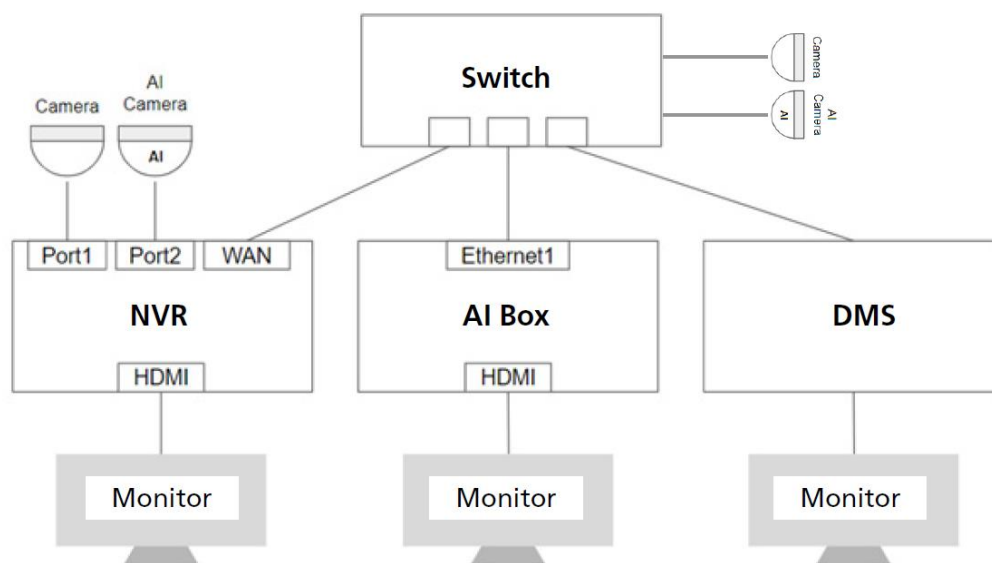 Switch
Camera
AI
Camera
AI
Camera
AI
Camera
AI
Port1
Port2
WAN
Ethernet1
NVR
AI Box
DMS
HDMI
HDMI
Monitor
Monitor
Monitor